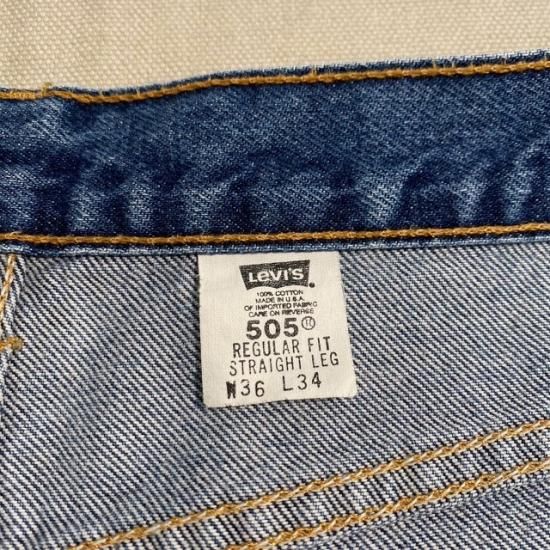 Levi's
100% COTTON
MADE IN U.S.A.
OF IMPORTED FABRIC
CARE ON REVERSE
505
REGULAR FIT
STRAIGHT LEG
W36 L34